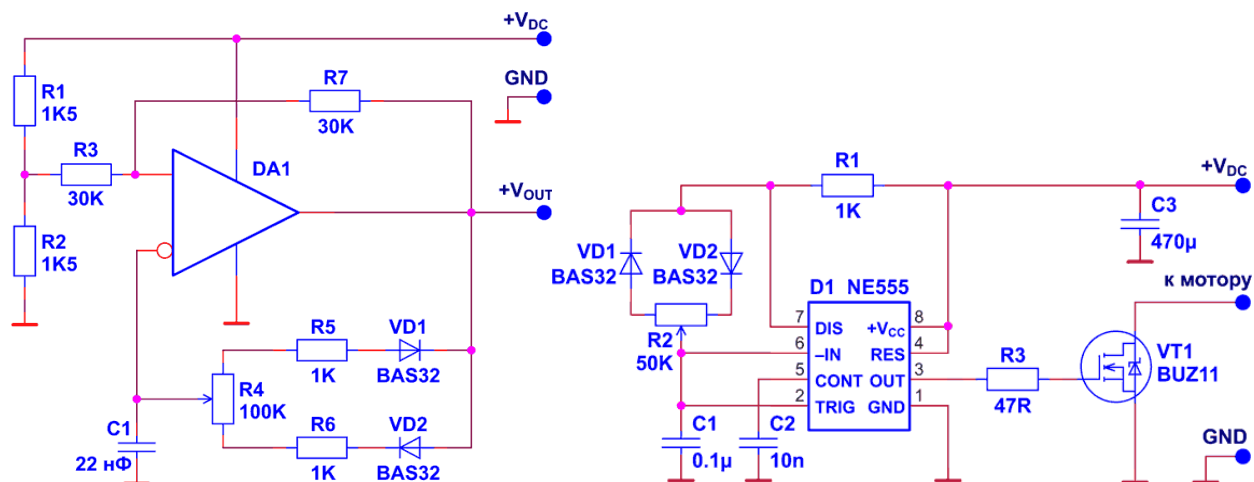 +VDC
GND
R1
1K5
R7
30K
R3
30K
DA1
+VOUT
R2
1K5
R5
1K
VD1
BAS32
R4
100K
C1
22 нФ
R6
1K
VD2
BAS32
R1
1K
+VDC
C3
470µ
VD1
BAS32
VD2
BAS32
D1 NE555
к мотору
R2
50K
7 DIS +VCC 8
6 –IN RES 4
5 CONT OUT 3
2 TRIG GND 1
R3
47R
VT1
BUZ11
C1
0.1µ
C2
10n
GND